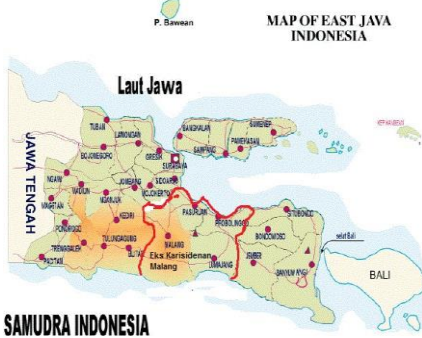 P. Bawean
MAP OF EAST JAVA
INDONESIA
Laut Jawa
TUBAN
LAMONGAN
BANGKALAN
SUMENEP
SAMPANG
PAMEKASAN
GRESIK
BOJONEGORO
SURABAYA
JAWA TENGAH
NGAWI
SIDOARJO
JOMBANG
MOJOKERTO
MADIUN
NGANJUK
MAGETAN
PASURUAN
KEDIRI
PROBOLINGGO
SITUBONDO
PONOROGO
BONDOWOSO
TULUNGAGUNG
MALANG
selat Bali
TRENGGALEK
BLITAR
Eks Karisidenan
Malang
LUMAJANG
JEMBER
PACITAN
BANYUWANGI
BALI
SAMUDRA INDONESIA